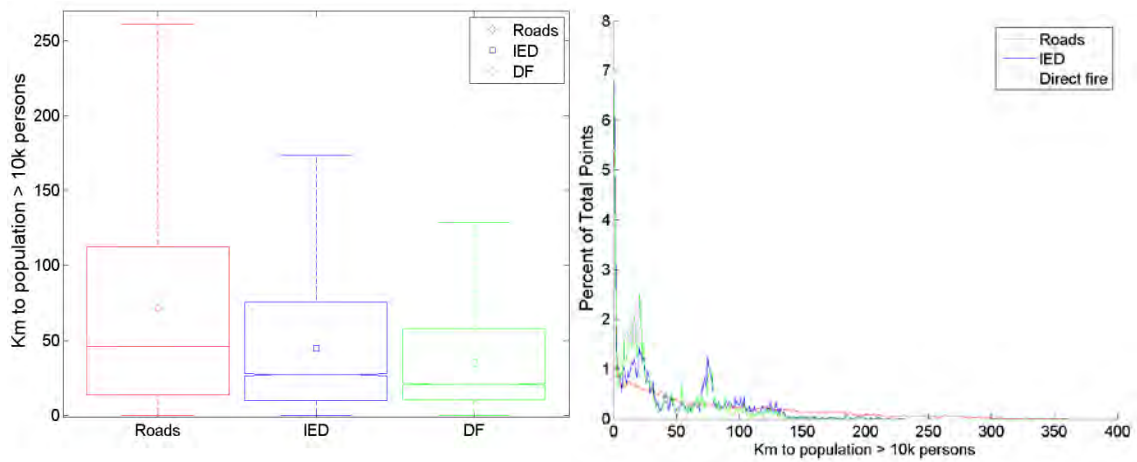 Km to population > 10k persons
250
200
150
100
50
0
Roads
IED
DF
Roads
IED
DF
Percent of Total Points
8
7
6
5
4
3
2
1
0
Roads
IED
Direct fire
0
50
100
150
200
250
300
350
400
Km to population > 10k persons